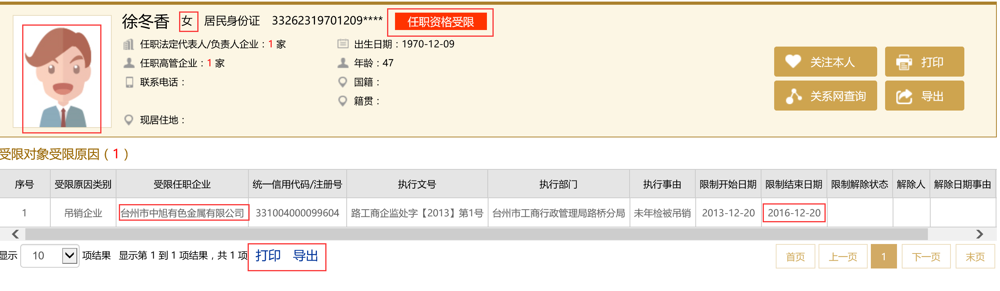 徐冬香 女 居民身份证 33262319701209**** 任职资格受限
任职法定代表人/负责人企业：1 家 出生日期：1970-12-09
任职高管企业：1 家 年龄：47
联系电话： 国籍：
籍贯：
现居住地：
关注本人 打印
关系网查询 导出
受限对象受限原因（1）
序号 受限原因类别 受限任职企业 统一信用代码/注册号 执行文号 执行部门 执行事由 限制开始日期 限制结束日期 限制解除状态 解除人 解除日期事由
1 吊销企业 台州市中旭有色金属有限公司 331004000099604 路工商企监处字【2013】第1号 台州市工商行政管理局路桥分局 未年检被吊销 2013-12-20 2016-12-20
显示 10 项结果 显示第 1 到 1 项结果，共 1 项 打印 导出 首页 上一页 1 下一页 末页